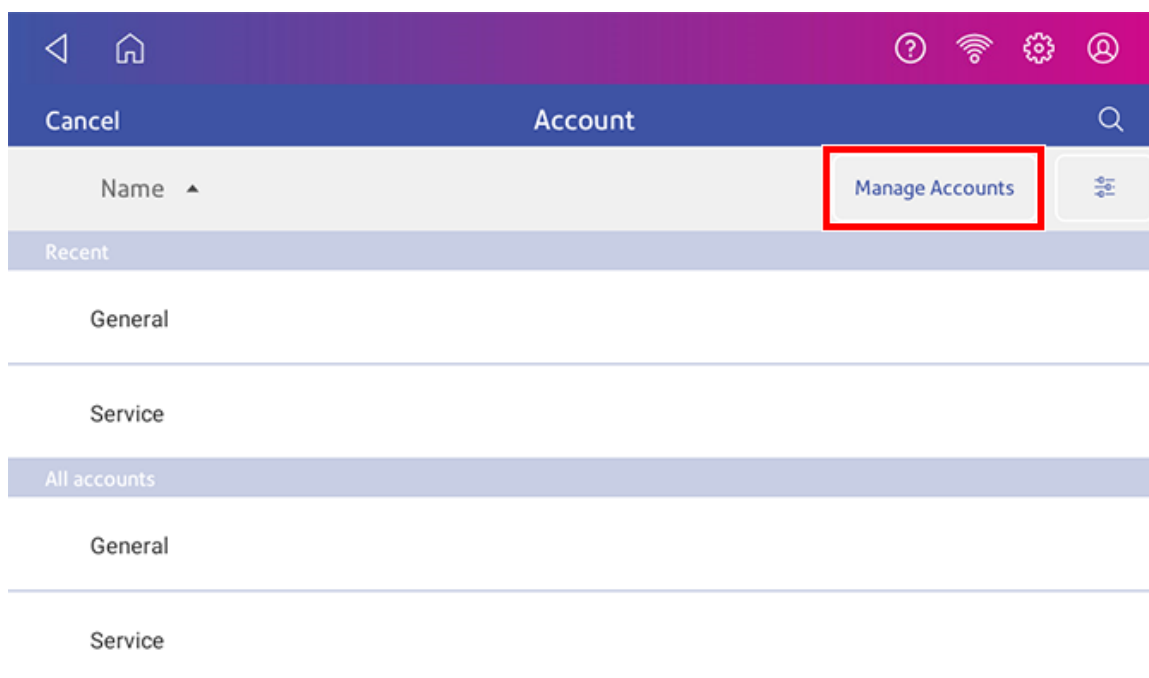 Cancel Account
Name Manage Accounts
Recent
General
Service
All accounts
General
Service